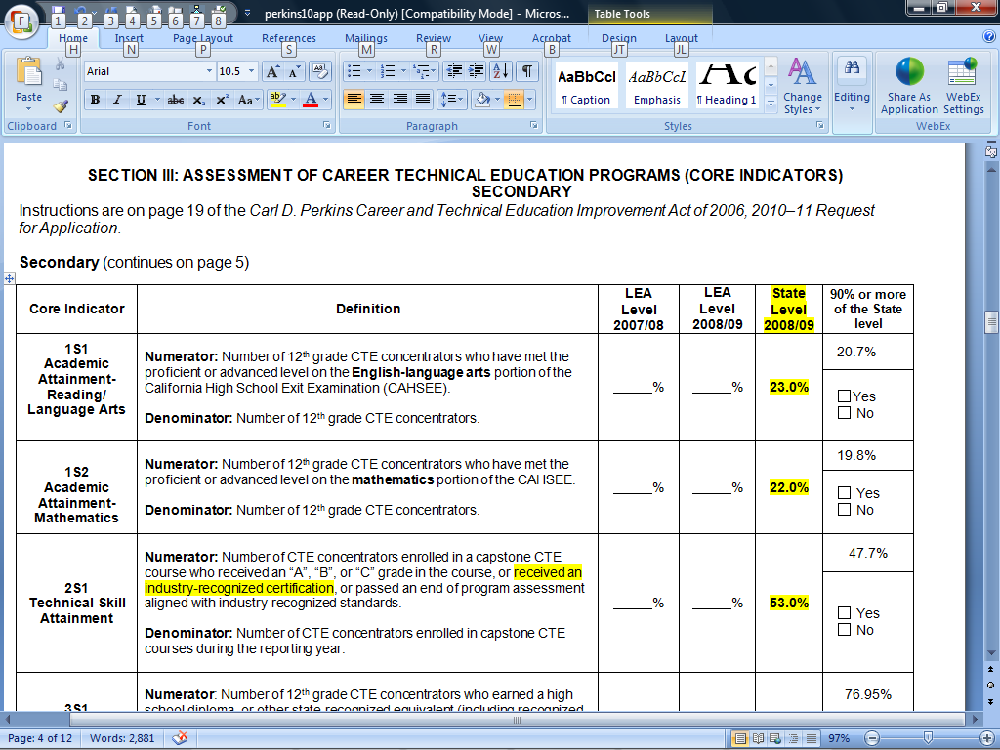 perkins10app (Read-Only) [Compatibility Mode] - Micros...
Table Tools
1 2 3 4 5 6 7 8
F
Home Insert Page Layout References Mailings Review View Acrobat Design Layout
H N P S M R W B JT JL
Paste
Clipboard
Arial 10.5
Font
Paragraph
AaBbCcI AaBbCcI AaC
¶ Caption Emphasis ¶ Heading 1
Change Styles
Styles
Editing
Share As Application
WebEx Settings
WebEx
SECTION III: ASSESSMENT OF CAREER TECHNICAL EDUCATION PROGRAMS (CORE INDICATORS)
SECONDARY
Instructions are on page 19 of the Carl D. Perkins Career and Technical Education Improvement Act of 2006, 2010–11 Request
for Application.
Secondary (continues on page 5)
Core Indicator
Definition
LEA
Level
2007/08
LEA
Level
2008/09
State
Level
2008/09
90% or more
of the State
level
1S1
Academic
Attainment-
Reading/
Language Arts
Numerator: Number of 12th grade CTE concentrators who have met the
proficient or advanced level on the English-language arts portion of the
California High School Exit Examination (CAHSEE).
Denominator: Number of 12th grade CTE concentrators.
_____%
_____%
23.0%
20.7%
Yes
No
1S2
Academic
Attainment-
Mathematics
Numerator: Number of 12th grade CTE concentrators who have met the
proficient or advanced level on the mathematics portion of the CAHSEE.
Denominator: Number of 12th grade CTE concentrators.
_____%
_____%
22.0%
19.8%
Yes
No
2S1
Technical Skill
Attainment
Numerator: Number of CTE concentrators enrolled in a capstone CTE
course who received an “A”, “B”, or “C” grade in the course, or received an
industry-recognized certification, or passed an end of program assessment
aligned with industry-recognized standards.
Denominator: Number of CTE concentrators enrolled in capstone CTE
courses during the reporting year.
_____%
_____%
53.0%
47.7%
Yes
No
3S1
Numerator: Number of 12th grade CTE concentrators who earned a high
school diploma, or other state-recognized equivalent (including recognized
76.95%
Page: 4 of 12 Words: 2,881 97%